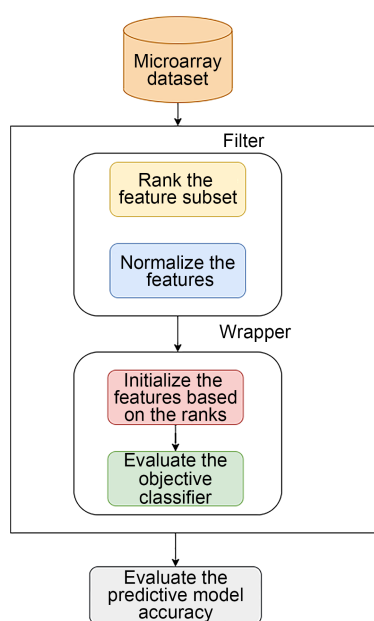 Microarray
dataset
Filter
Rank the
feature subset
Normalize the
features
Wrapper
Initialize the
features based
on the ranks
Evaluate the
objective
classifier
Evaluate the
predictive model
accuracy